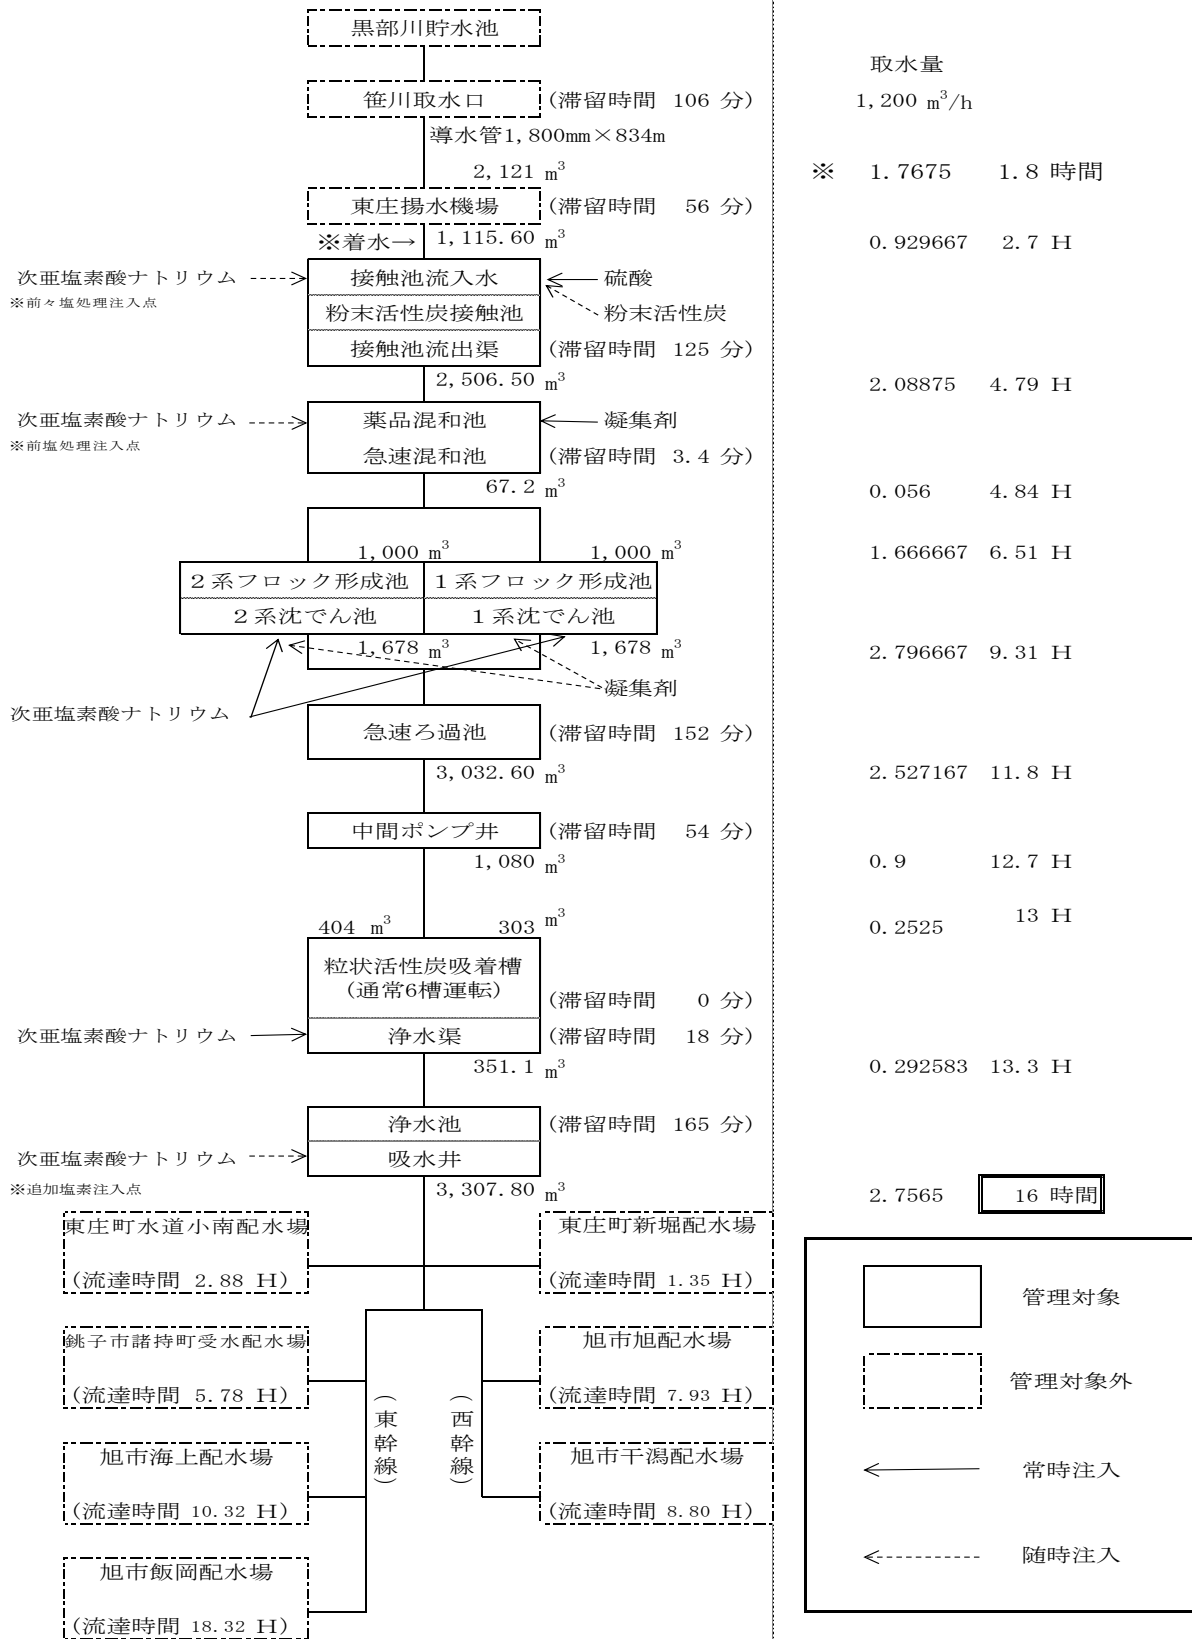 黒部川貯水池
取水量
笹川取水口 (滞留時間 106 分) 1,200 m³/h
導水管1,800mm×834m
2,121 m³ ※ 1.7675 1.8 時間
東庄揚水機場 (滞留時間 56 分)
※着水→ 1,115.60 m³ 0.929667 2.7 H
次亜塩素酸ナトリウム 接触池流入水 硫酸
※前々塩処理注入点
粉末活性炭接触池 粉末活性炭
接触池流出渠 (滞留時間 125 分)
2,506.50 m³ 2.08875 4.79 H
次亜塩素酸ナトリウム 薬品混和池 凝集剤
※前塩処理注入点
急速混和池 (滞留時間 3.4 分)
67.2 m³ 0.056 4.84 H
1,000 m³ 1,000 m³ 1.666667 6.51 H
2系フロック形成池 1系フロック形成池
2系沈でん池 1系沈でん池
1,678 m³ 1,678 m³ 2.796667 9.31 H
凝集剤
次亜塩素酸ナトリウム
急速ろ過池 (滞留時間 152 分)
3,032.60 m³ 2.527167 11.8 H
中間ポンプ井 (滞留時間 54 分)
1,080 m³ 0.9 12.7 H
404 m³ 303 m³ 0.2525 13 H
粒状活性炭吸着槽
(通常6槽運転)
(滞留時間 0 分)
次亜塩素酸ナトリウム 浄水渠 (滞留時間 18 分)
351.1 m³ 0.292583 13.3 H
浄水池 (滞留時間 165 分)
次亜塩素酸ナトリウム 吸水井
※追加塩素注入点 3,307.80 m³ 2.7565 16 時間
東庄町水道小南配水場 東庄町新堀配水場
(流達時間 2.88 H) (流達時間 1.35 H)
銚子市諸持町受水配水場 旭市旭配水場
(流達時間 5.78 H) (流達時間 7.93 H)
(東幹線) (西幹線)
旭市海上配水場 旭市干潟配水場
(流達時間 10.32 H) (流達時間 8.80 H)
旭市飯岡配水場
(流達時間 18.32 H)
管理対象
管理対象外
常時注入
随時注入